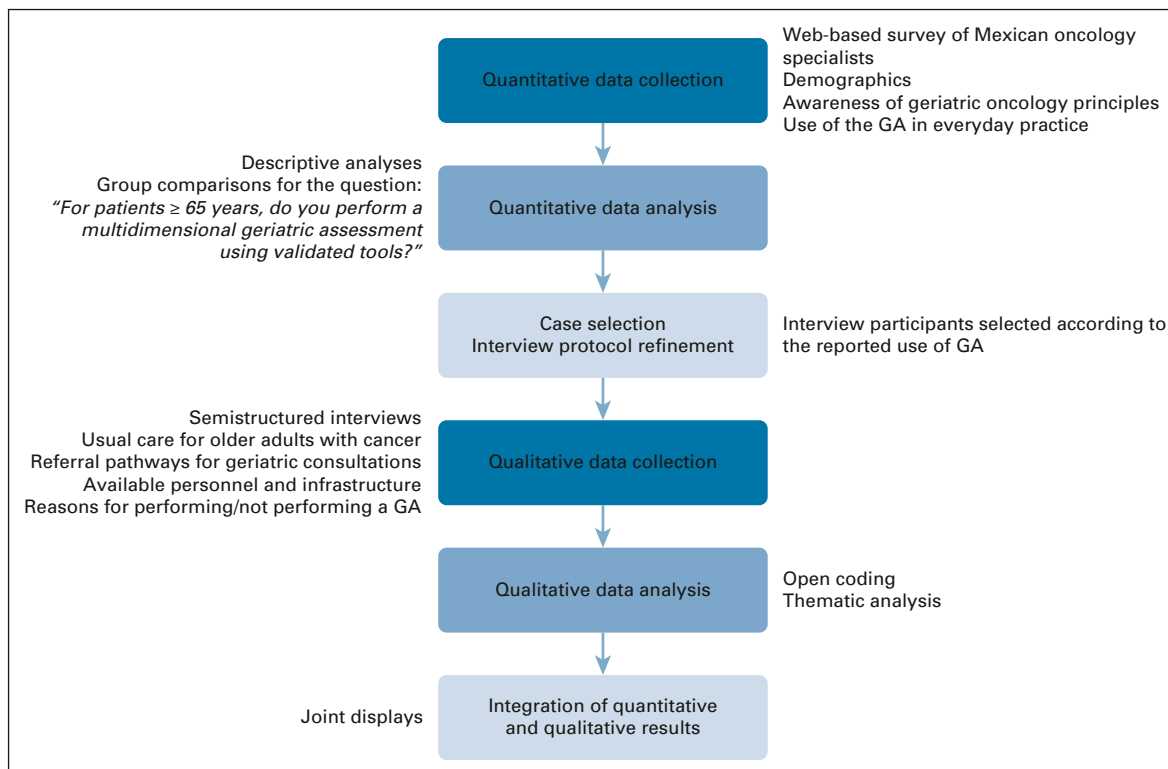 Quantitative data collection
Web-based survey of Mexican oncology
specialists
Demographics
Awareness of geriatric oncology principles
Use of the GA in everyday practice
Descriptive analyses
Group comparisons for the question:
“For patients ≥ 65 years, do you perform a
multidimensional geriatric assessment
using validated tools?”
Quantitative data analysis
Case selection
Interview protocol refinement
Interview participants selected according to
the reported use of GA
Semistructured interviews
Usual care for older adults with cancer
Referral pathways for geriatric consultations
Available personnel and infrastructure
Reasons for performing/not performing a GA
Qualitative data collection
Qualitative data analysis
Open coding
Thematic analysis
Joint displays
Integration of quantitative
and qualitative results